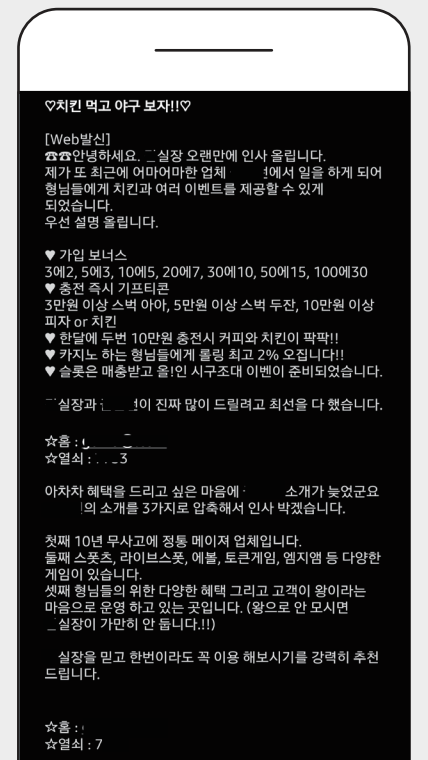 ♡치킨 먹고 야구 보자!!♡
[Web발신]
☎☎안녕하세요. 실장 오랜만에 인사 올립니다.
제가 또 최근에 어마어마한 업체 에서 일을 하게 되어
형님들에게 치킨과 여러 이벤트를 제공할 수 있게
되었습니다.
우선 설명 올립니다.
♥ 가입 보너스
3에2, 5에3, 10에5, 20에7, 30에10, 50에15, 100에30
♥ 충전 즉시 기프티콘
3만원 이상 스벅 아아, 5만원 이상 스벅 두잔, 10만원 이상
피자 or 치킨
♥ 한달에 두번 10만원 충전시 커피와 치킨이 팍팍!!
♥ 카지노 하는 형님들에게 롤링 최고 2% 오집니다!!
♥ 슬롯은 매충받고 올!인 시구조대 이벤이 준비되었습니다.
실장과 이 진짜 많이 드릴려고 최선을 다 했습니다.
☆홈 :
☆열쇠 : 3
아차차 혜택을 드리고 싶은 마음에 소개가 늦었군요
의 소개를 3가지로 압축해서 인사 박겠습니다.
첫째 10년 무사고에 정통 메이져 업체입니다.
둘째 스풋츠, 라이브스풋, 에볼, 토큰게임, 엠지앰 등 다양한
게임이 있습니다.
셋째 형님들의 위한 다양한 혜택 그리고 고객이 왕이라는
마음으로 운영 하고 있는 곳입니다. (왕으로 안 모시면
실장이 가만히 안 둡니다.!!)
실장을 믿고 한번이라도 꼭 이용 해보시기를 강력히 추천
드립니다.
☆홈 :
☆열쇠 : 7